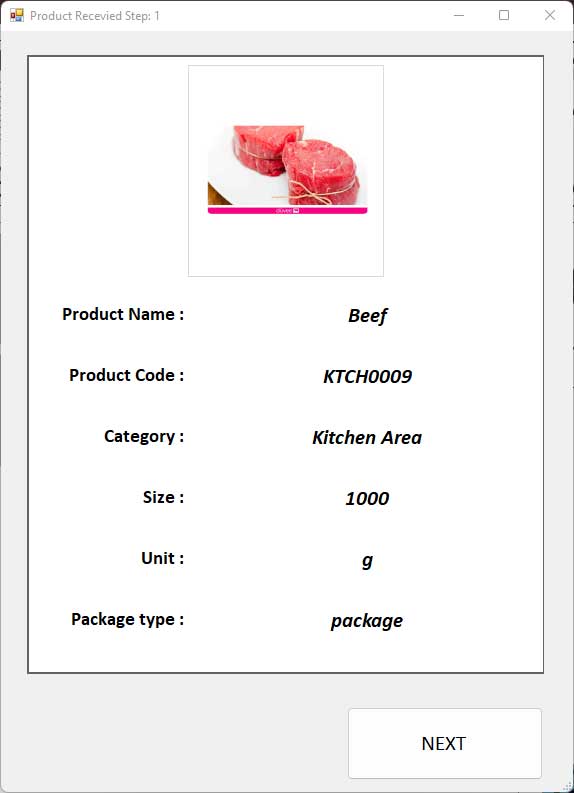 Product Recevied Step: 1
Product Name : Beef
Product Code : KTCH0009
Category : Kitchen Area
Size : 1000
Unit : g
Package type : package
NEXT